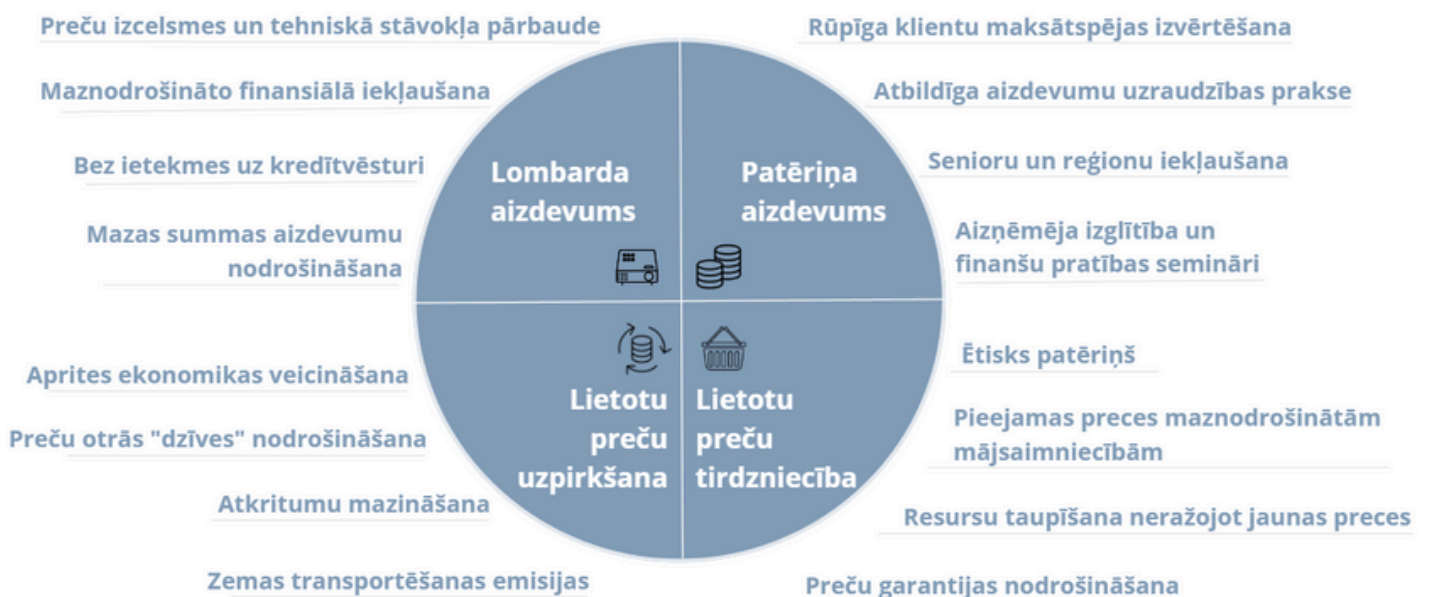 Preču izcelsmes un tehniskā stāvokļa pārbaude
Maznodrošināto finansiālā iekļaušana
Bez ietekmes uz kredītvēsturi
Mazas summas aizdevumu
nodrošināšana
Lombarda
aizdevums
Patēriņa
aizdevums
Rūpīga klientu maksātspējas izvērtēšana
Atbildīga aizdevumu uzraudzības prakse
Senioru un reģionu iekļaušana
Aizņēmēja izglītība un
finanšu pratības semināri
Aprites ekonomikas veicināšana
Preču otrās "dzīves" nodrošināšana
Atkritumu mazināšana
Zemas transportēšanas emisijas
Lietotu
preču
uzpirkšana
Lietotu
preču
tirdzniecība
Ētisks patēriņš
Pieejamas preces maznodrošinātām
mājsaimniecībām
Resursu taupīšana neražojot jaunas preces
Preču garantijas nodrošināšana